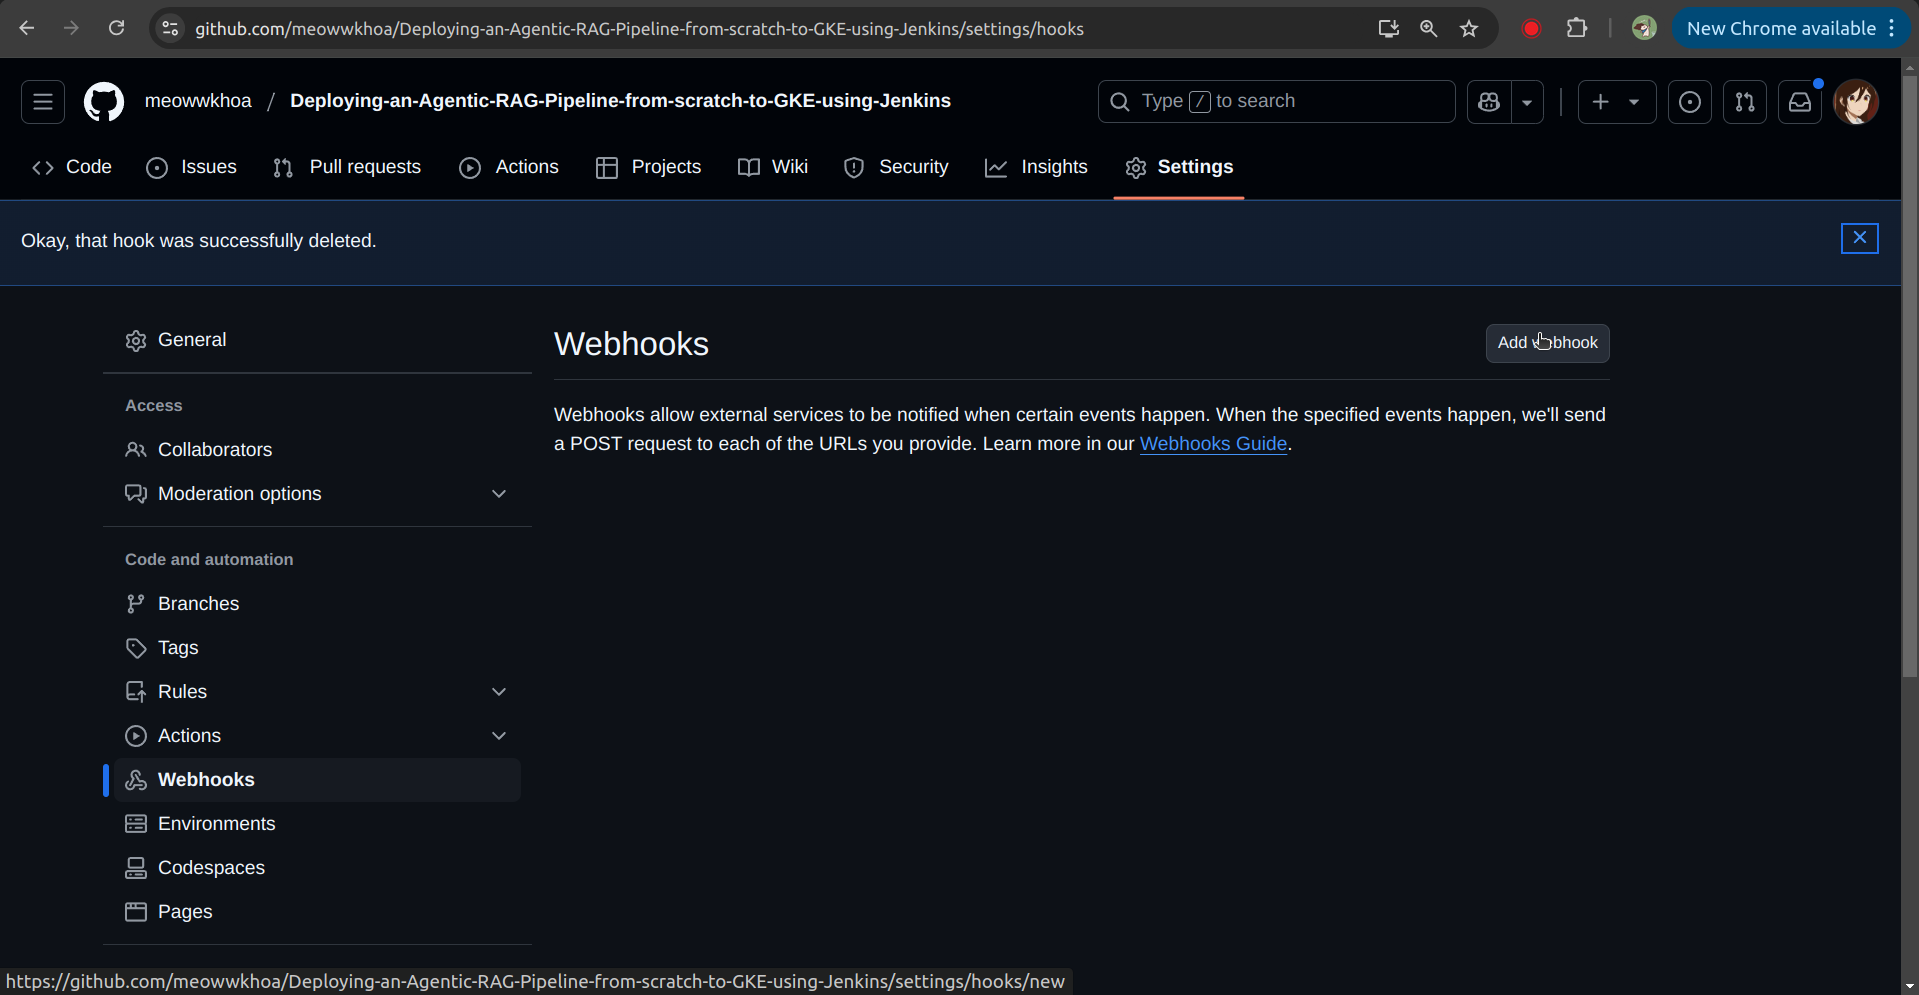 github.com/meowwkhoa/Deploying-an-Agentic-RAG-Pipeline-from-scratch-to-GKE-using-Jenkins/settings/hooks
New Chrome available
meowwkhoa / Deploying-an-Agentic-RAG-Pipeline-from-scratch-to-GKE-using-Jenkins
Type / to search
Code Issues Pull requests Actions Projects Wiki Security Insights Settings
Okay, that hook was successfully deleted.
General
Access
Collaborators
Moderation options
Code and automation
Branches
Tags
Rules
Actions
Webhooks
Environments
Codespaces
Pages
Webhooks
Add webhook
Webhooks allow external services to be notified when certain events happen. When the specified events happen, we'll send
a POST request to each of the URLs you provide. Learn more in our Webhooks Guide.
https://github.com/meowwkhoa/Deploying-an-Agentic-RAG-Pipeline-from-scratch-to-GKE-using-Jenkins/settings/hooks/new